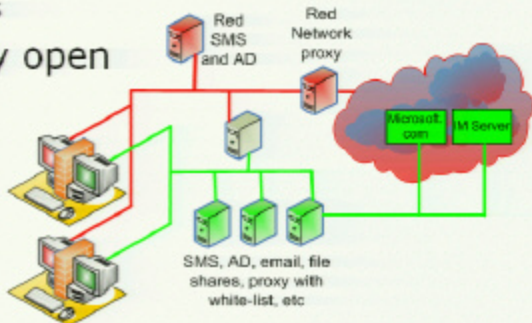 y open
Red
SMS
and AD
Red
Network
proxy
Microsoft.
com
IM Server
SMS, AD, email, file
shares, proxy with
white-list, etc